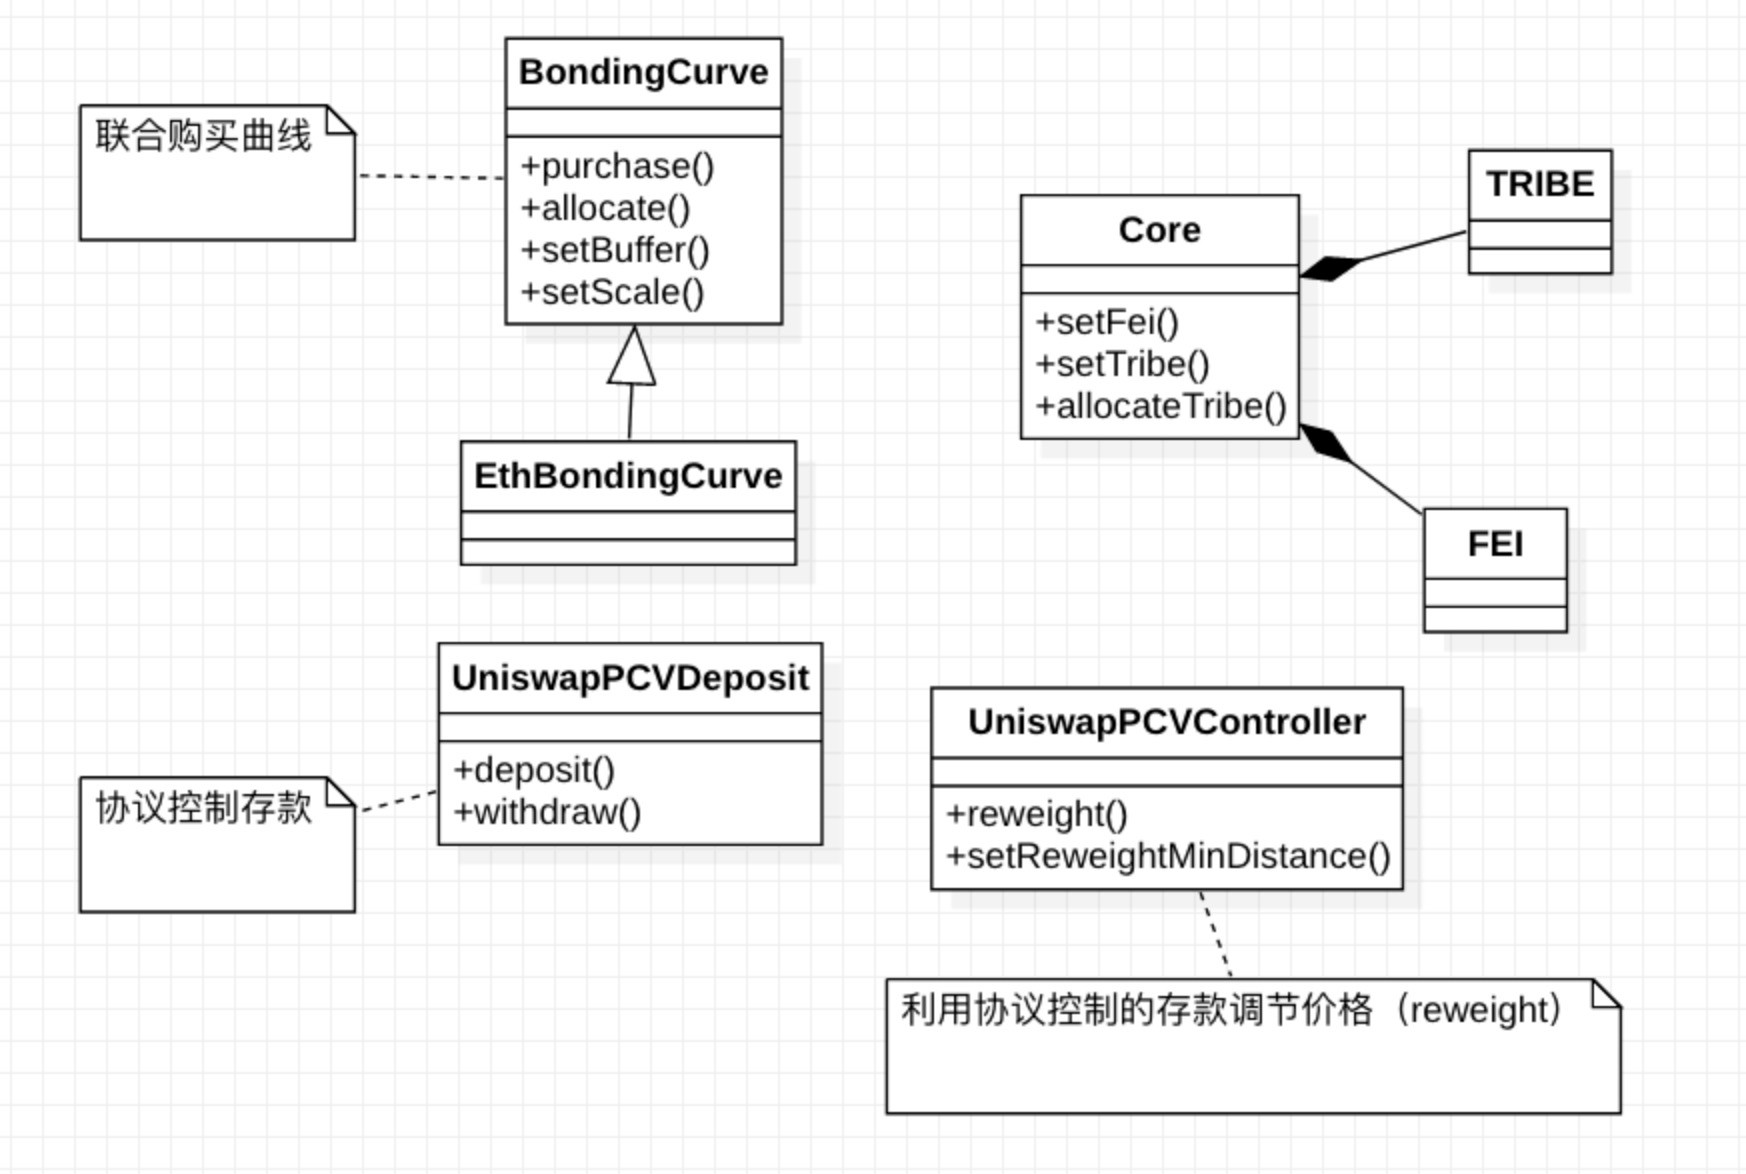 BondingCurve
联合购买曲线
+purchase()
+allocate()
+setBuffer()
+setScale()
EthBondingCurve
Core
+setFei()
+setTribe()
+allocateTribe()
TRIBE
FEI
UniswapPCVDeposit
+deposit()
+withdraw()
协议控制存款
UniswapPCVController
+reweight()
+setReweightMinDistance()
利用协议控制的存款调节价格（reweight）